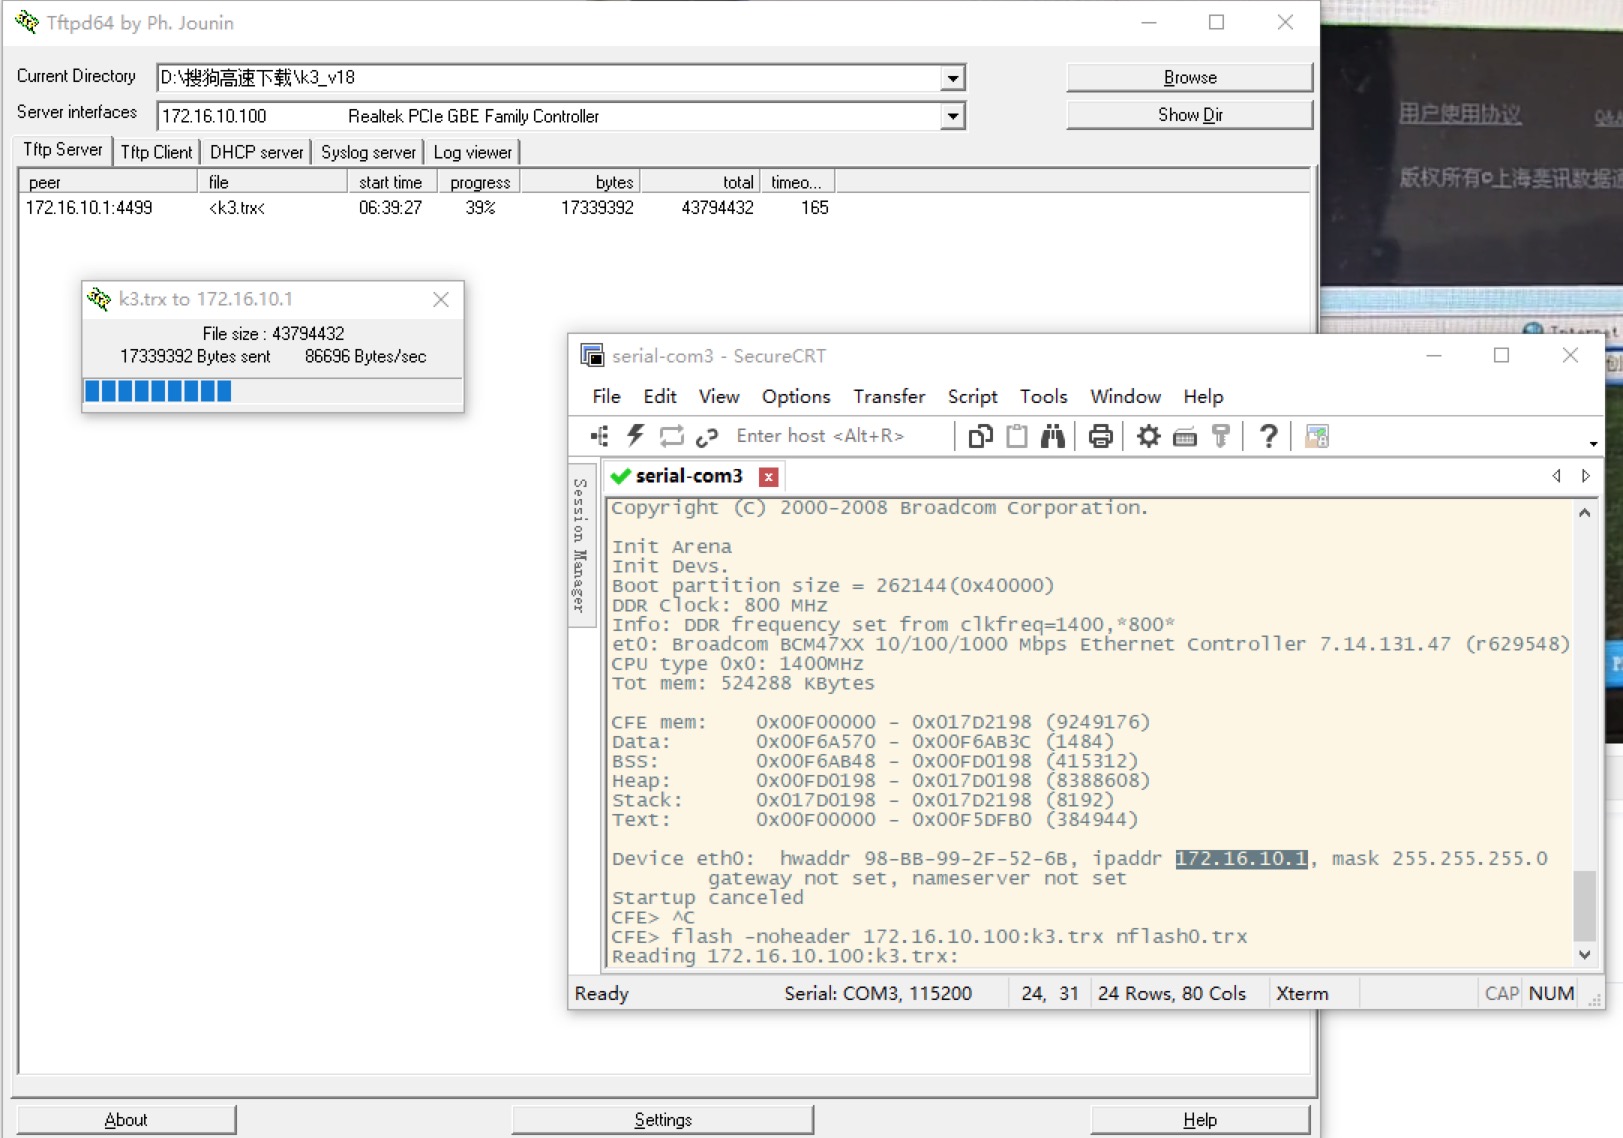 Tftpd64 by Ph. Jounin
Current Directory D:\搜狗高速下载\k3_v18 Browse
Server interfaces 172.16.10.100 Realtek PCIe GBE Family Controller Show Dir
Tftp Server Tftp Client DHCP server Syslog server Log viewer
peer file start time progress bytes total timeo...
172.16.10.1:4499 <k3.trx< 06:39:27 39% 17339392 43794432 165
k3.trx to 172.16.10.1
File size : 43794432
17339392 Bytes sent 86696 Bytes/sec
用户使用协议
版权所有©上海斐讯数据通
Internet
serial-com3 - SecureCRT
File Edit View Options Transfer Script Tools Window Help
Enter host <Alt+R>
Session Manager
serial-com3
Copyright (C) 2000-2008 Broadcom Corporation.
Init Arena
Init Devs.
Boot partition size = 262144(0x40000)
DDR Clock: 800 MHz
Info: DDR frequency set from clkfreq=1400,*800*
et0: Broadcom BCM47XX 10/100/1000 Mbps Ethernet Controller 7.14.131.47 (r629548)
CPU type 0x0: 1400MHz
Tot mem: 524288 KBytes
CFE mem: 0x00F00000 - 0x017D2198 (9249176)
Data: 0x00F6A570 - 0x00F6AB3C (1484)
BSS: 0x00F6AB48 - 0x00FD0198 (415312)
Heap: 0x00FD0198 - 0x017D0198 (8388608)
Stack: 0x017D0198 - 0x017D2198 (8192)
Text: 0x00F00000 - 0x00F5DFB0 (384944)
Device eth0: hwaddr 98-BB-99-2F-52-6B, ipaddr 172.16.10.1, mask 255.255.255.0
gateway not set, nameserver not set
Startup canceled
CFE> ^C
CFE> flash -noheader 172.16.10.100:k3.trx nflash0.trx
Reading 172.16.10.100:k3.trx:
Ready Serial: COM3, 115200 24, 31 24 Rows, 80 Cols Xterm CAP NUM
About Settings Help